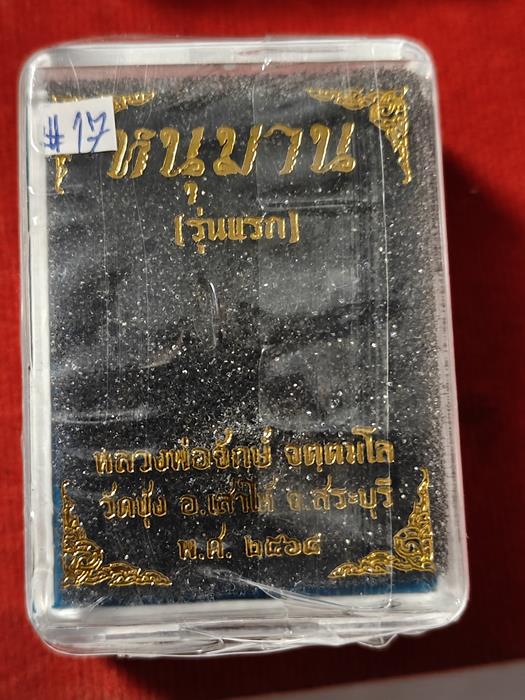 #17
หนุมาน
(รุ่นแรก)
หลวงพ่อจักษ์ จตฺตมโล
วัดชุ้ง อ.เสาไห้ จ.สระบุรี
พ.ศ. ๒๕๖๔